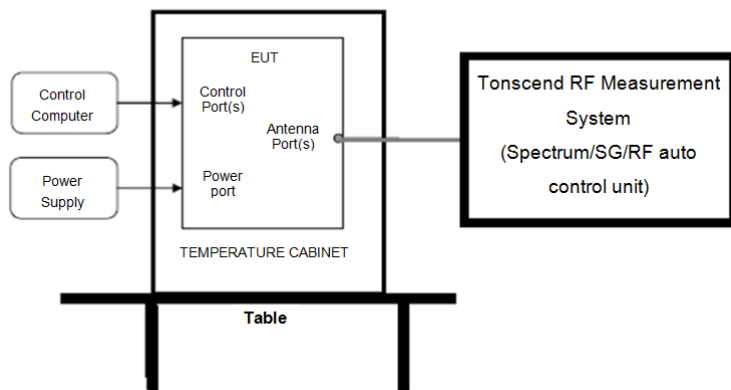 EUT
Control
Computer
Control
Port(s)
Antenna
Port(s)
Power
Supply
Power
port
TEMPERATURE CABINET
Table
Tonscend RF Measurement
System
(Spectrum/SG/RF auto
control unit)